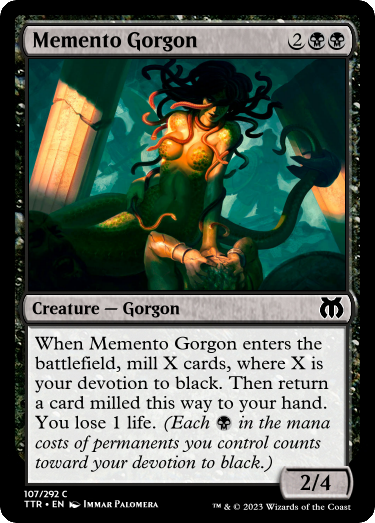 Memento Gorgon 2
Creature — Gorgon
When Memento Gorgon enters the
battlefield, mill X cards, where X is
your devotion to black. Then return
a card milled this way to your hand.
You lose 1 life. (Each in the mana
costs of permanents you control counts
toward your devotion to black.)
2/4
107/292 C
TTR • EN Immar Palomera
™ & © 2023 Wizards of the Coast